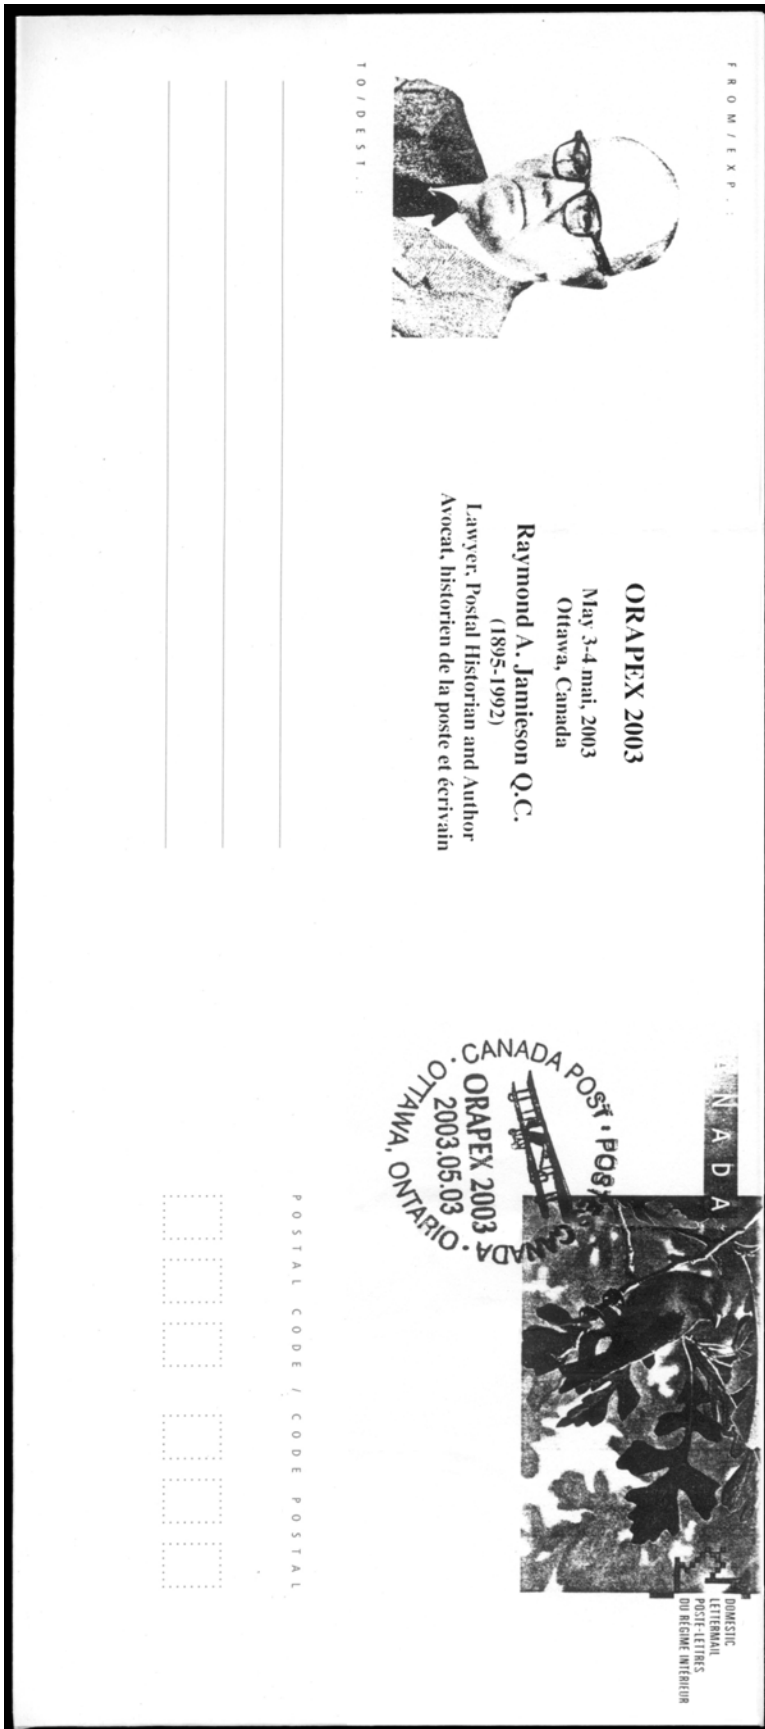 FROM / EXP. :
TO / DEST. :
ORAPEX 2003
May 3-4 mai, 2003
Ottawa, Canada
Raymond A. Jamieson Q.C.
(1895-1992)
Lawyer, Postal Historian and Author
Avocat, historien de la poste et écrivain
CANADA POST · POSTES CANADA · OTTAWA, ONTARIO ·
ORAPEX 2003
2003.05.03
CANADA
DOMESTIC
LETTERMAIL
POSTE-LETTRES
DU RÉGIME INTÉRIEUR
POSTAL CODE / CODE POSTAL